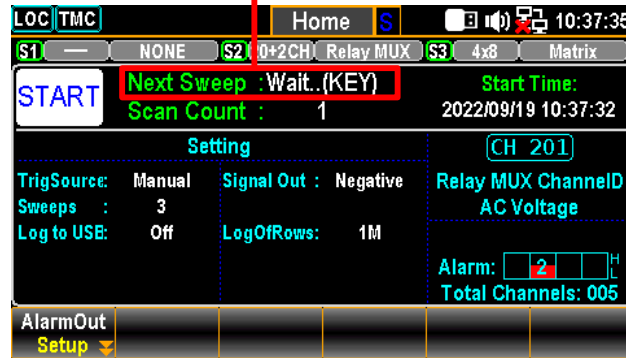 LOC TMC Home S 10:37:35
S1 — NONE S2 20+2CH Relay MUX S3 4x8 Matrix
START
Next Sweep : Wait..(KEY)
Scan Count : 1
Start Time:
2022/09/19 10:37:32
Setting
TrigSource: Manual Signal Out : Negative
Sweeps : 3
Log to USB: Off LogOfRows: 1M
CH 201
Relay MUX ChannelD
AC Voltage
Alarm: 2 H L
Total Channels: 005
AlarmOut
Setup